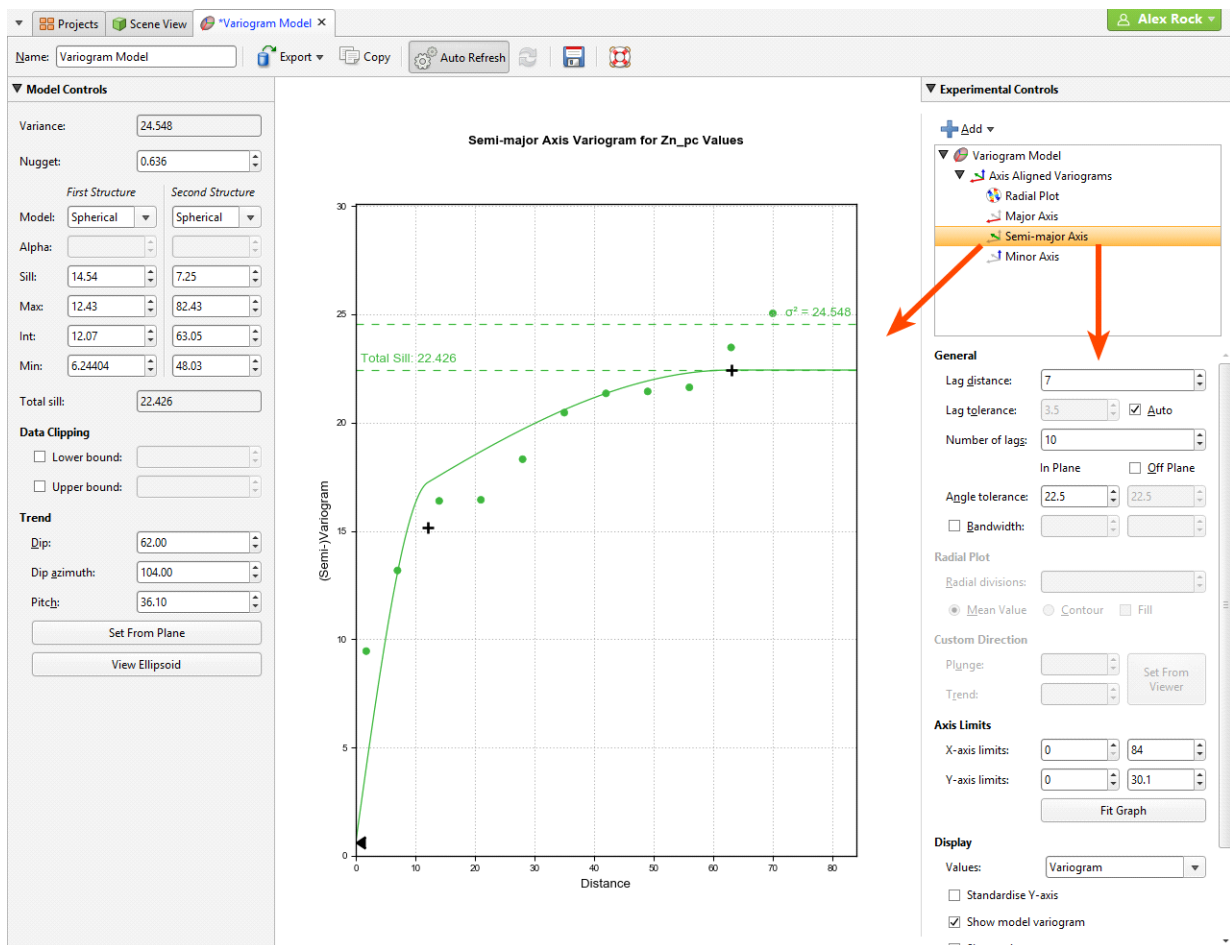 Projects
Scene View
*Variogram Model
Alex Rock
Name: Variogram Model
Export
Copy
Auto Refresh
Model Controls
Variance: 24.548
Nugget: 0.636
First Structure Second Structure
Model: Spherical Spherical
Alpha:
Sill: 14.54 7.25
Max: 12.43 82.43
Int: 12.07 63.05
Min: 6.24404 48.03
Total sill: 22.426
Data Clipping
Lower bound:
Upper bound:
Trend
Dip: 62.00
Dip azimuth: 104.00
Pitch: 36.10
Set From Plane
View Ellipsoid
Semi-major Axis Variogram for Zn_pc Values
30
25
20
15
10
5
0
(Semi-)Variogram
σ² = 24.548
Total Sill: 22.426
0 10 20 30 40 50 60 70 80
Distance
Experimental Controls
Add
Variogram Model
Axis Aligned Variograms
Radial Plot
Major Axis
Semi-major Axis
Minor Axis
General
Lag distance: 7
Lag tolerance: 3.5 Auto
Number of lags: 10
In Plane Off Plane
Angle tolerance: 22.5 22.5
Bandwidth:
Radial Plot
Radial divisions:
Mean Value Contour Fill
Custom Direction
Plunge:
Trend:
Set From
Viewer
Axis Limits
X-axis limits: 0 84
Y-axis limits: 0 30.1
Fit Graph
Display
Values: Variogram
Standardise Y-axis
Show model variogram